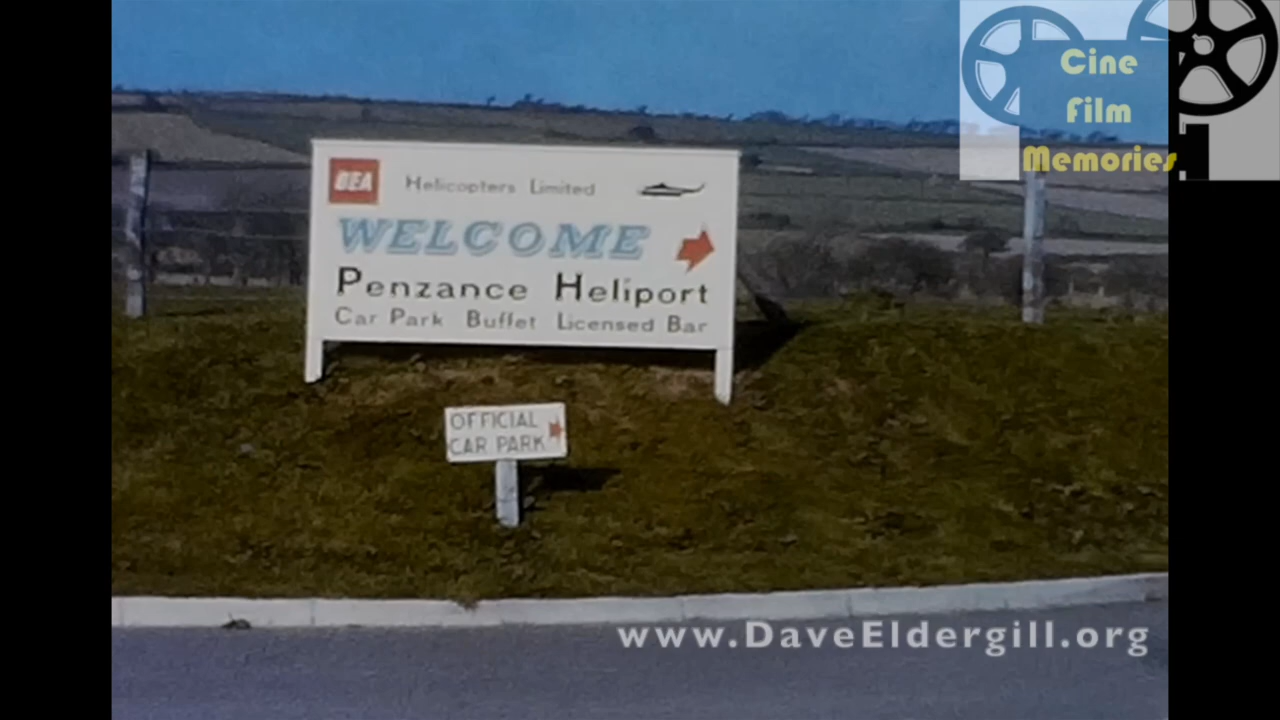 Cine
Film
Memories
BEA Helicopters Limited
WELCOME
Penzance Heliport
Car Park Buffet Licensed Bar
OFFICIAL
CAR PARK
www.DaveEldergill.org